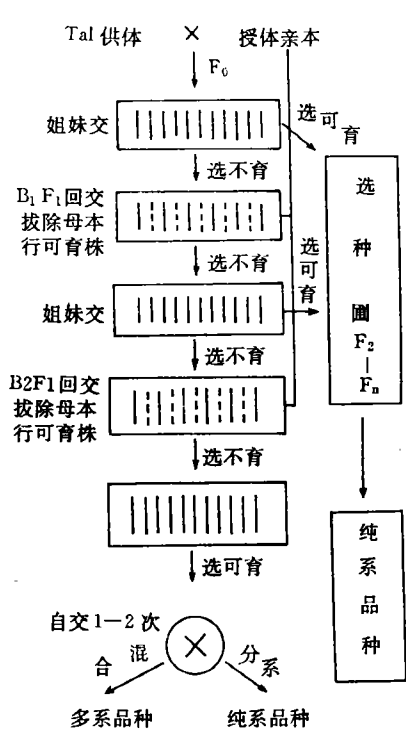 Tal 供体 × 授体亲本
F₀
姐妹交
选可育
选不育
B₁ F₁回交
拔除母本
行可育株
选不育
选可育
姐妹交
选不育
B2F1回交
拔除母本
行可育株
选不育
选可育
选种圃
F₂
|
Fₙ
纯系品种
自交1—2次
×
混合
分系
多系品种
纯系品种